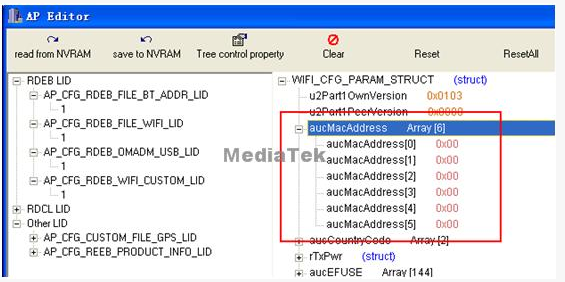 AP Editor
read from NVRAM save to NVRAM Tree control property Clear Reset ResetAll
RDEB LID
AP_CFG_RDEB_FILE_BT_ADDR_LID
1
AP_CFG_RDEB_FILE_WIFI_LID
1
AP_CFG_RDEB_OMADM_USB_LID
1
AP_CFG_RDEB_WIFI_CUSTOM_LID
1
RDCL LID
Other LID
AP_CFG_CUSTOM_FILE_GPS_LID
AP_CFG_REEB_PRODUCT_INFO_LID
WIFI_CFG_PARAM_STRUCT (struct)
u2Part1OwnVersion 0x0103
u2Part1PeerVersion 0x0000
aucMacAddress Array [6]
aucMacAddress[0] 0x00
aucMacAddress[1] 0x00
aucMacAddress[2] 0x00
aucMacAddress[3] 0x00
aucMacAddress[4] 0x00
aucMacAddress[5] 0x00
aucCountryCode Array [2]
rTxPwr (struct)
aucEFUSE Array [144]
MediaTek